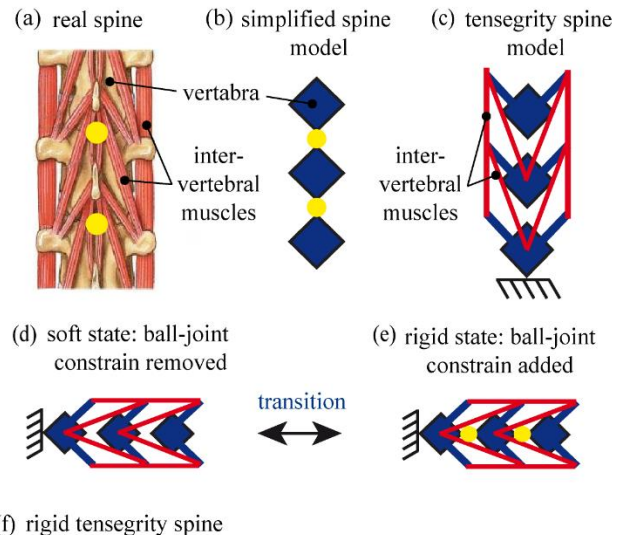 (a) real spine
(b) simplified spine
model
(c) tensegrity spine
model
vertabra
inter-
vertebral
muscles
inter-
vertebral
muscles
(d) soft state: ball-joint
constrain removed
(e) rigid state: ball-joint
constrain added
transition
(f) rigid tensegrity spine